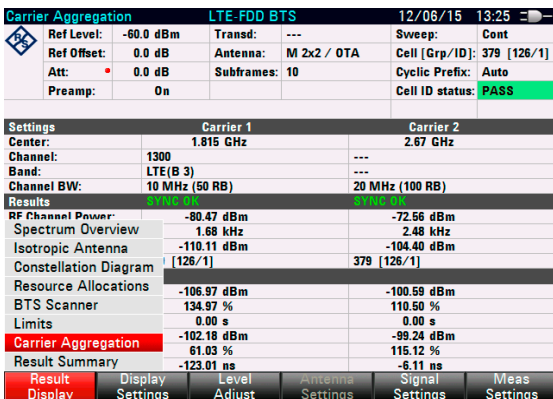 Carrier Aggregation LTE-FDD BTS 12/06/15 13:25
Ref Level: -60.0 dBm Transd: --- Sweep: Cont
Ref Offset: 0.0 dB Antenna: M 2x2 / OTA Cell [Grp/ID]: 379 [126/1]
Att: 0.0 dB Subframes: 10 Cyclic Prefix: Auto
Preamp: On Cell ID status: PASS
Settings Carrier 1 Carrier 2
Center: 1.815 GHz 2.67 GHz
Channel: 1300 ---
Band: LTE(B 3) ---
Channel BW: 10 MHz (50 RB) 20 MHz (100 RB)
Results SYNC OK SYNC OK
RF Channel Power: -80.47 dBm -72.56 dBm
Spectrum Overview 1.68 kHz 2.48 kHz
Isotropic Antenna -110.11 dBm -104.40 dBm
Constellation Diagram [126/1] 379 [126/1]
Resource Allocations -106.97 dBm -100.59 dBm
BTS Scanner 134.97 % 110.50 %
Limits 0.00 s 0.00 s
Carrier Aggregation -102.18 dBm -99.24 dBm
Result Summary 61.03 % 115.12 %
-123.01 ns -6.11 ns
Result Display Display Settings Level Adjust Antenna Settings Signal Settings Meas Settings